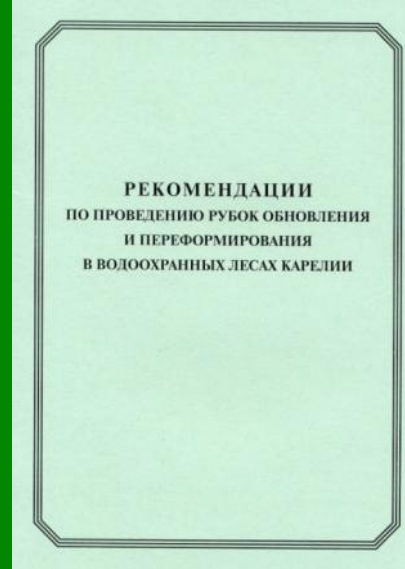 РЕКОМЕНДАЦИИ
ПО ПРОВЕДЕНИЮ РУБОК ОБНОВЛЕНИЯ
И ПЕРЕФОРМИРОВАНИЯ
В ВОДООХРАННЫХ ЛЕСАХ КАРЕЛИИ